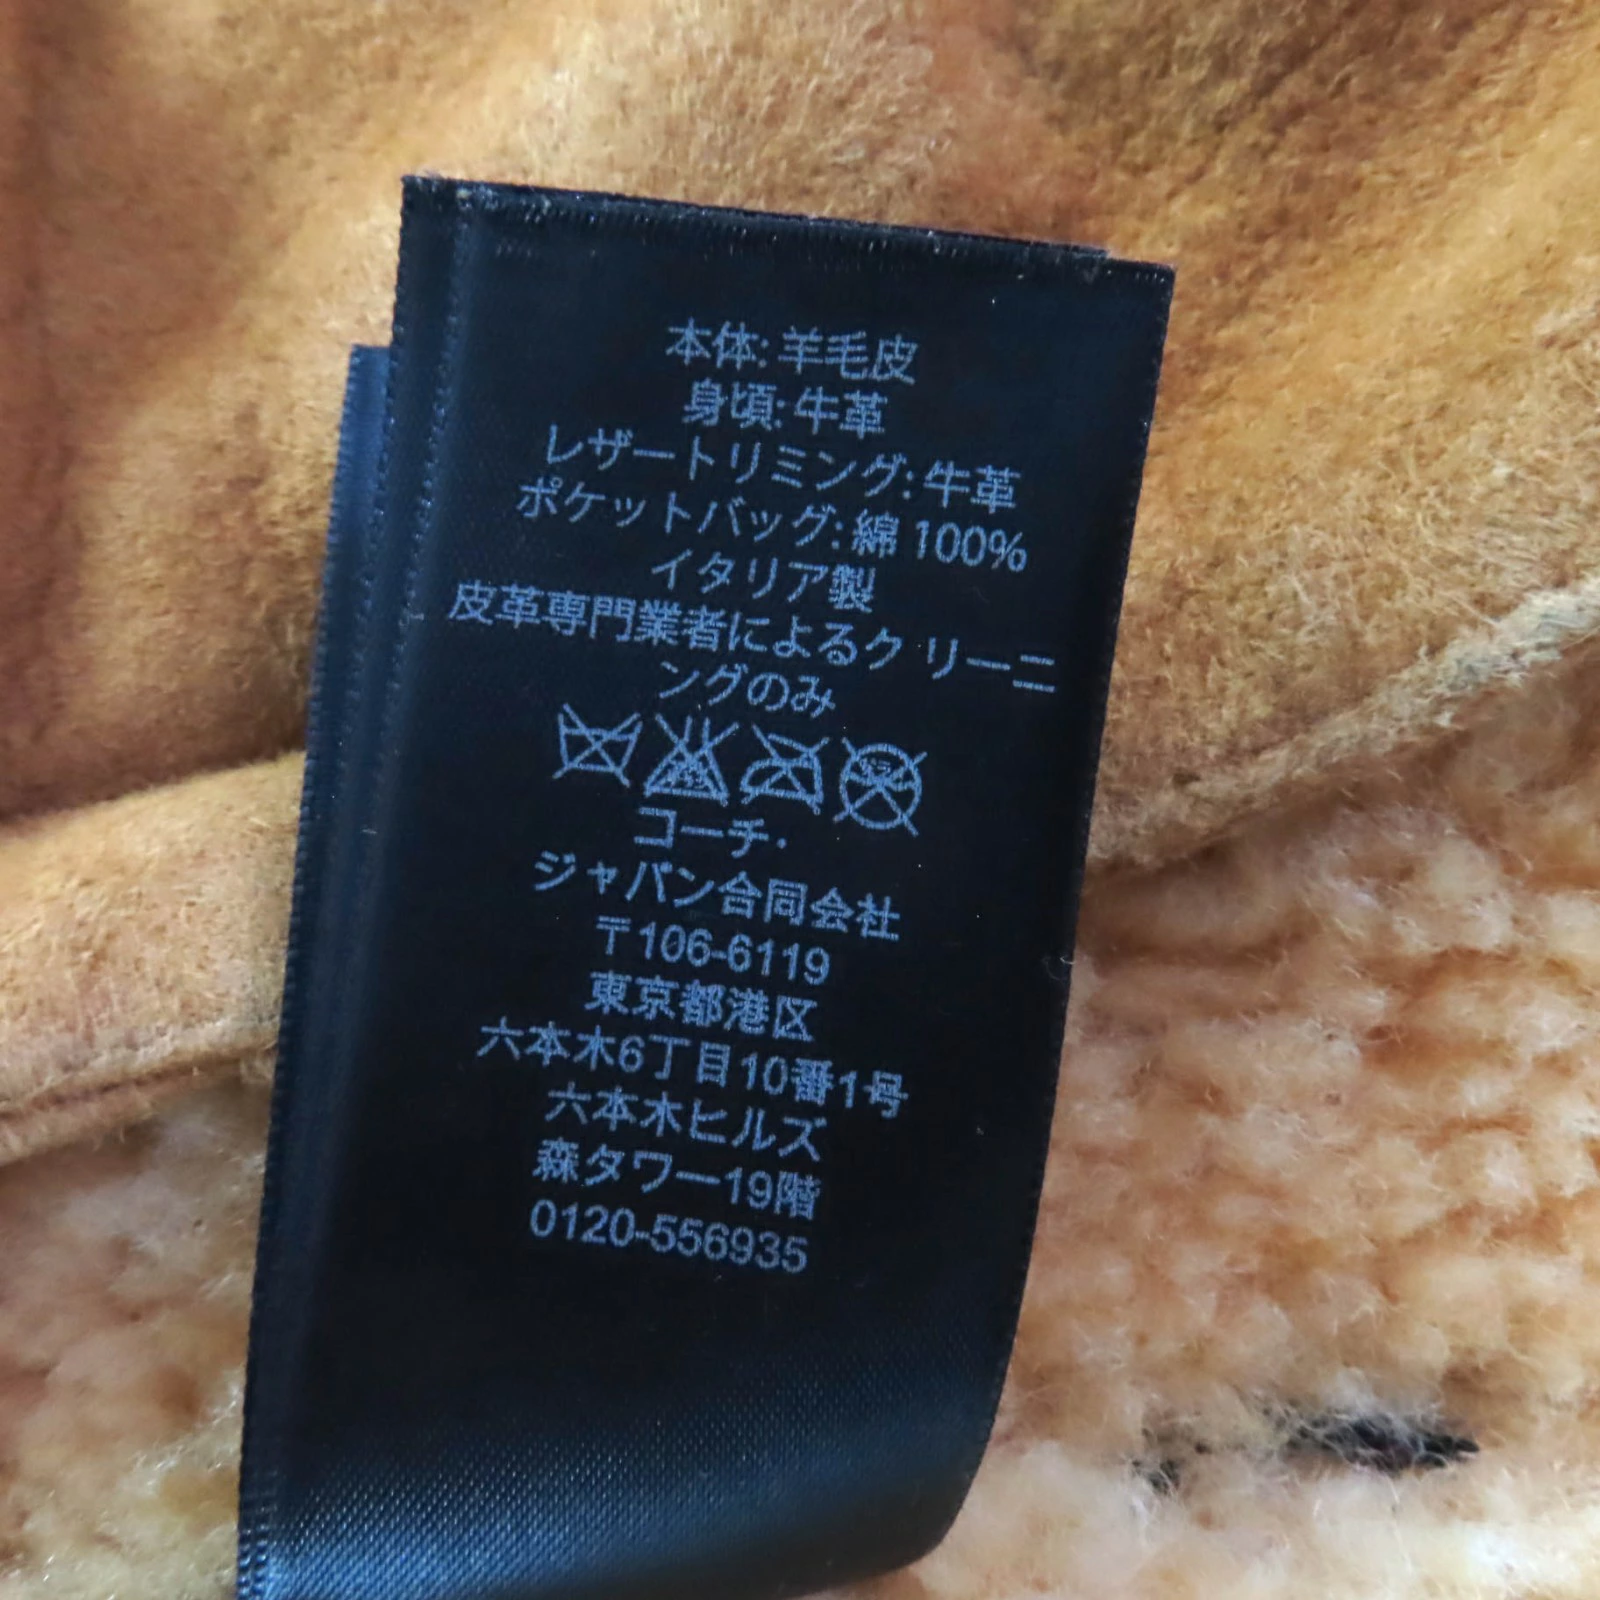 本体: 羊毛皮
身頃: 牛革
レザートリミング: 牛革
ポケットバッグ: 綿 100%
イタリア製
皮革専門業者によるク リーニ
ングのみ
コーチ・
ジャパン合同会社
〒106-6119
東京都港区
六本木6丁目10番1号
六本木ヒルズ
森タワー19階
0120-556935